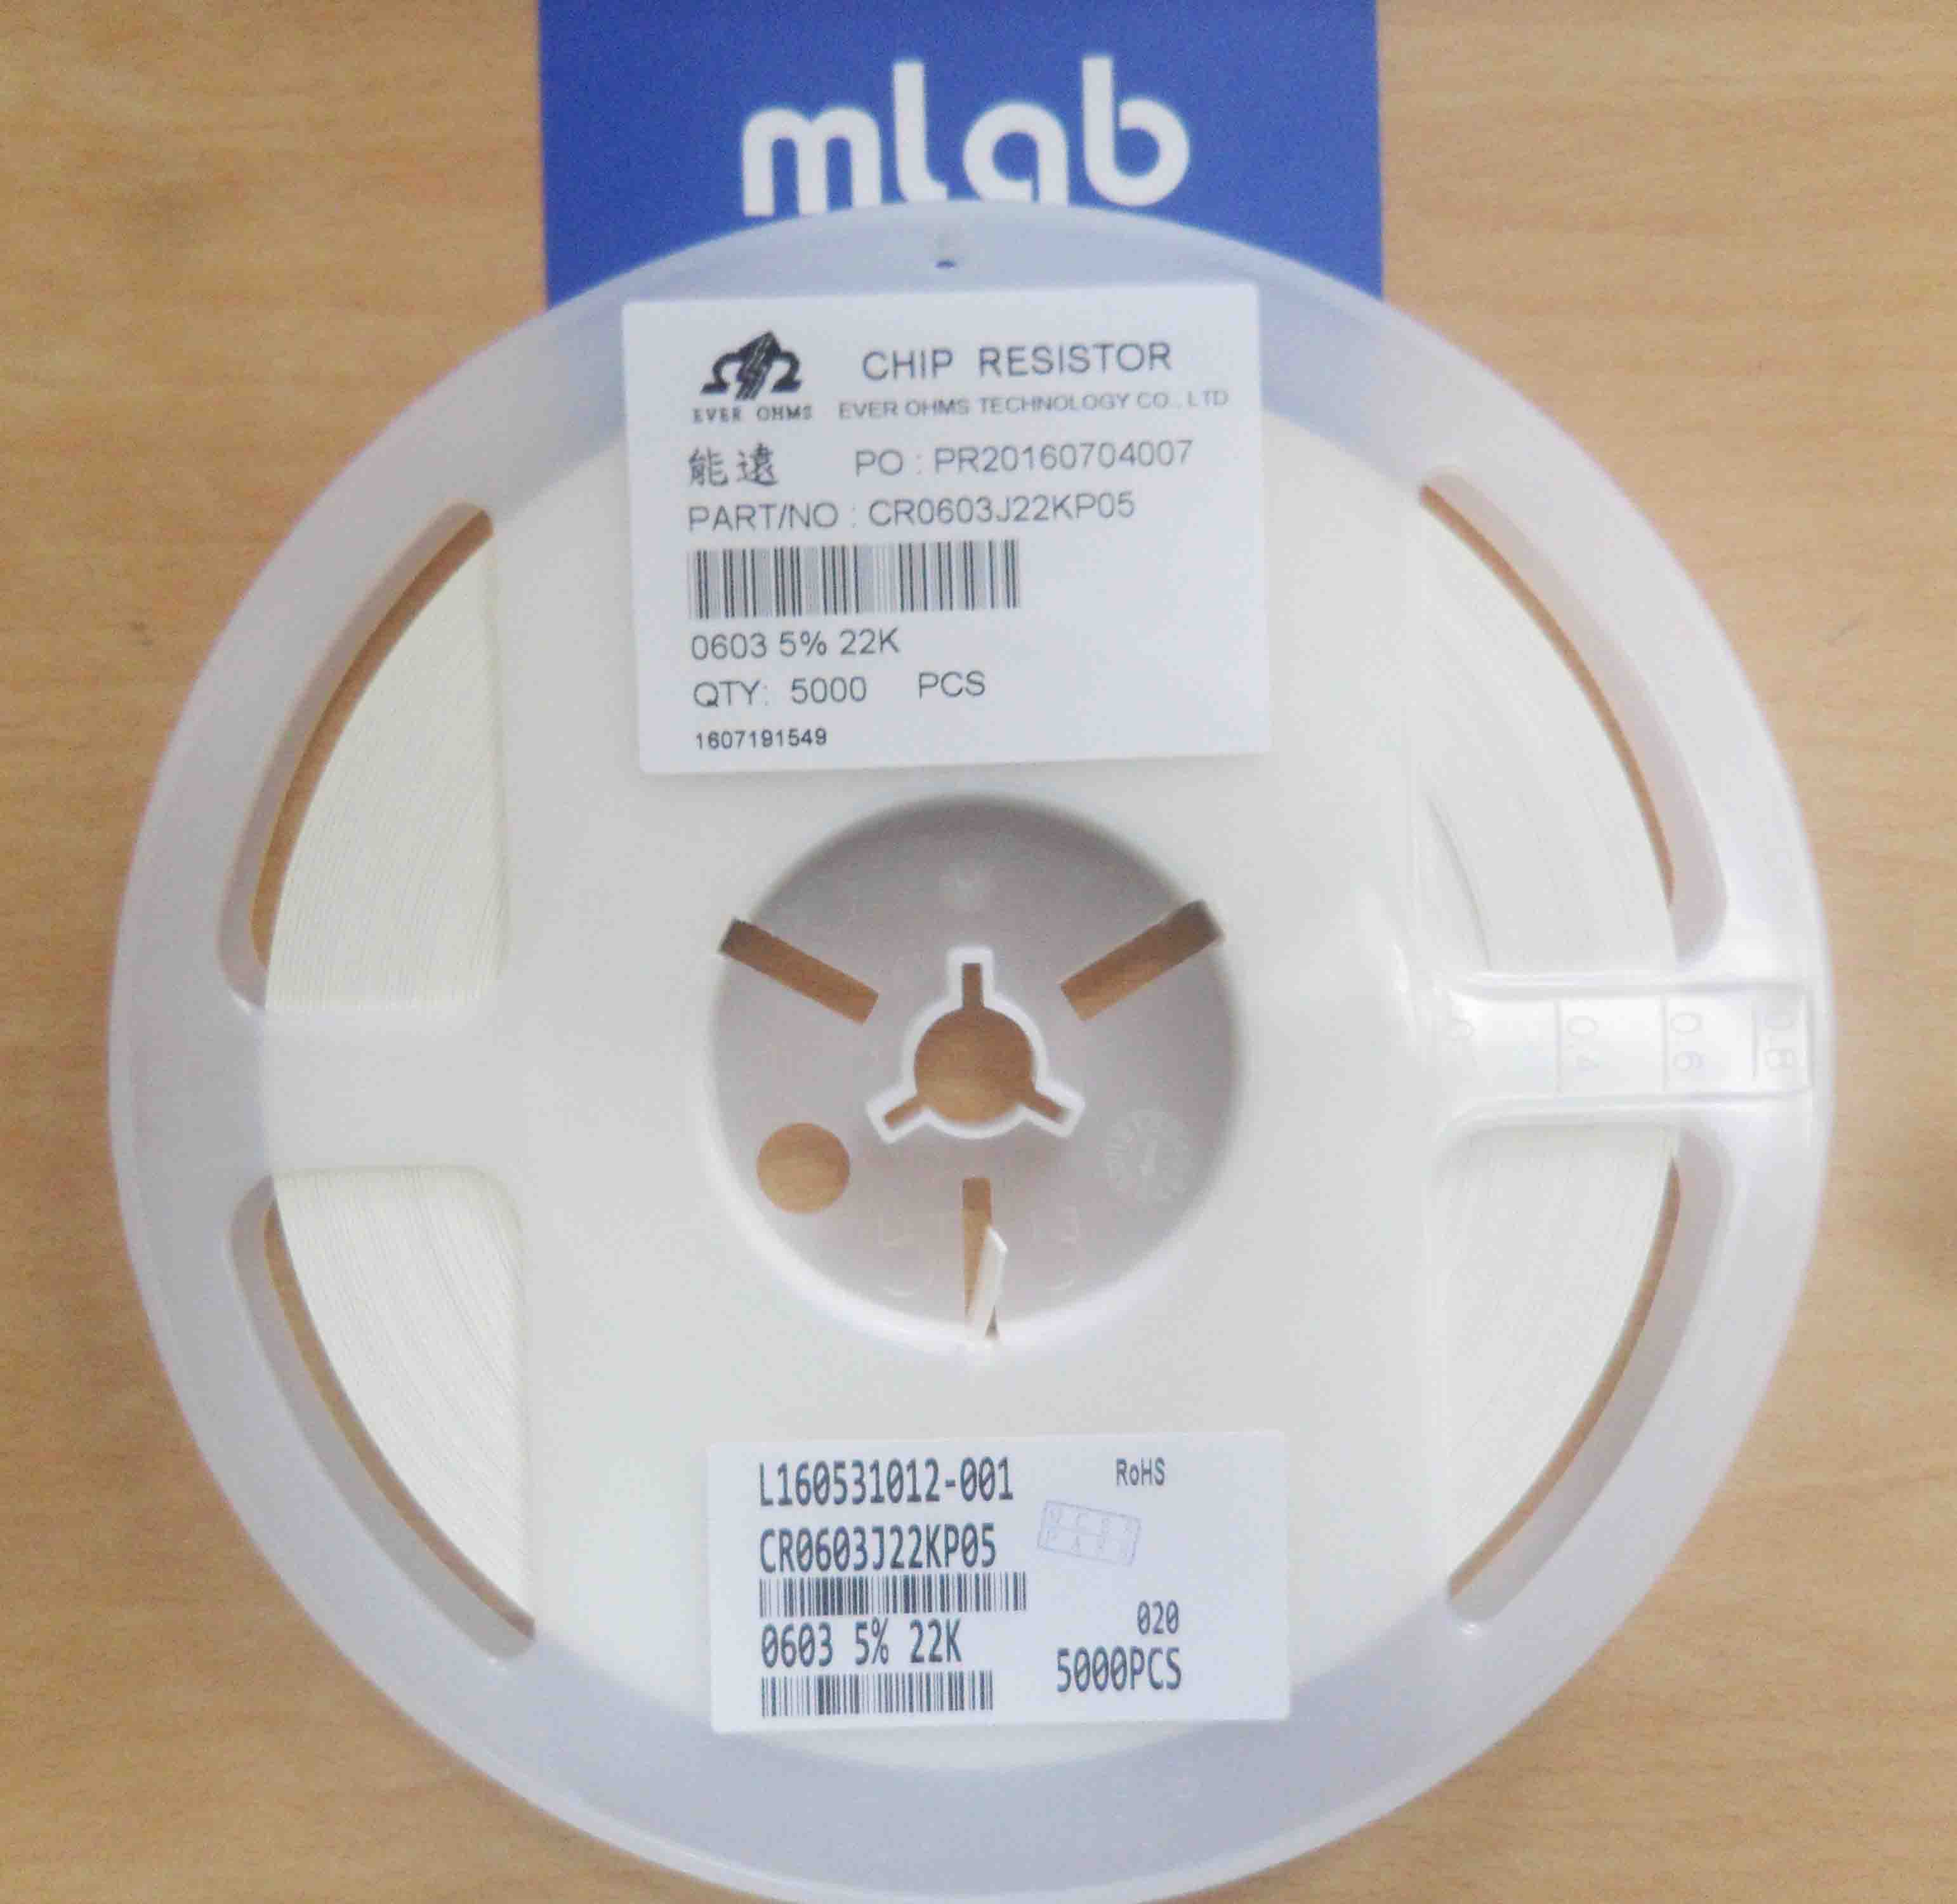 mlab
CHIP RESISTOR
EVER OHMS EVER OHMS TECHNOLOGY CO., LTD
能遠 PO : PR20160704007
PART/NO : CR0603J22KP05
0603 5% 22K
QTY: 5000 PCS
1607191549
0.4 0.6 0.8
L160531012-001 RoHS
CR0603J22KP05
020
0603 5% 22K 5000PCS